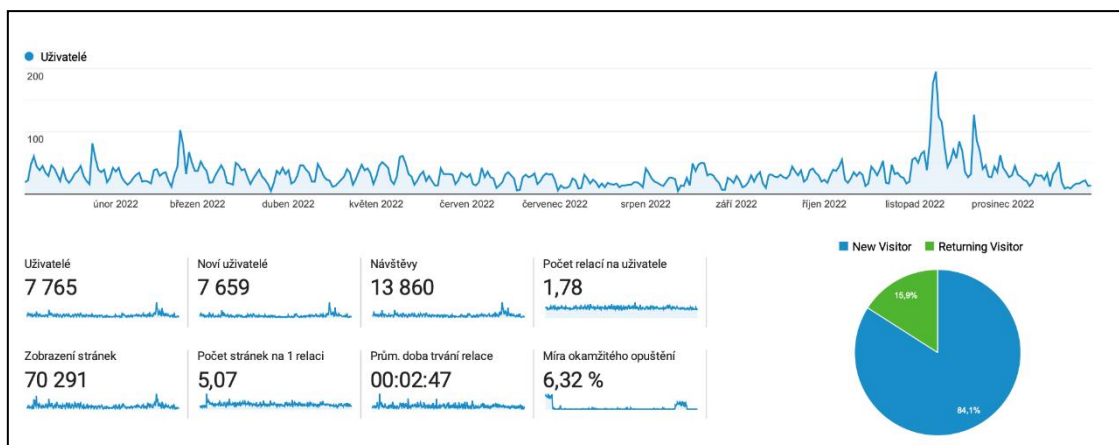 Uživatelé
200
100
únor 2022 březen 2022 duben 2022 květen 2022 červen 2022 červenec 2022 srpen 2022 září 2022 říjen 2022 listopad 2022 prosinec 2022
New Visitor Returning Visitor
Uživatelé Noví uživatelé Návštěvy Počet relací na uživatele
7 765 7 659 13 860 1,78
Zobrazení stránek Počet stránek na 1 relaci Prům. doba trvání relace Míra okamžitého opuštění
70 291 5,07 00:02:47 6,32 %
15,9%
84,1%